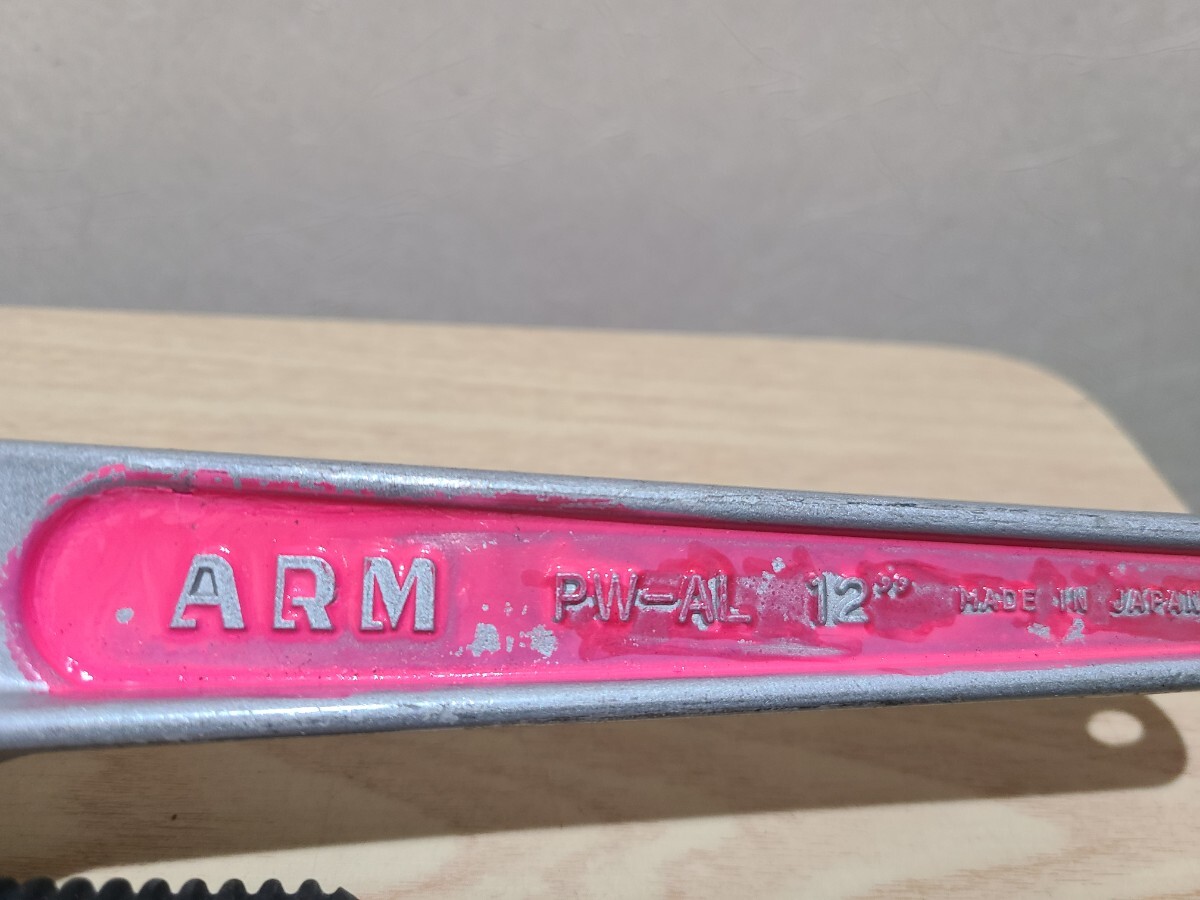 ARM PW-AL 12” MADE IN JAPAN